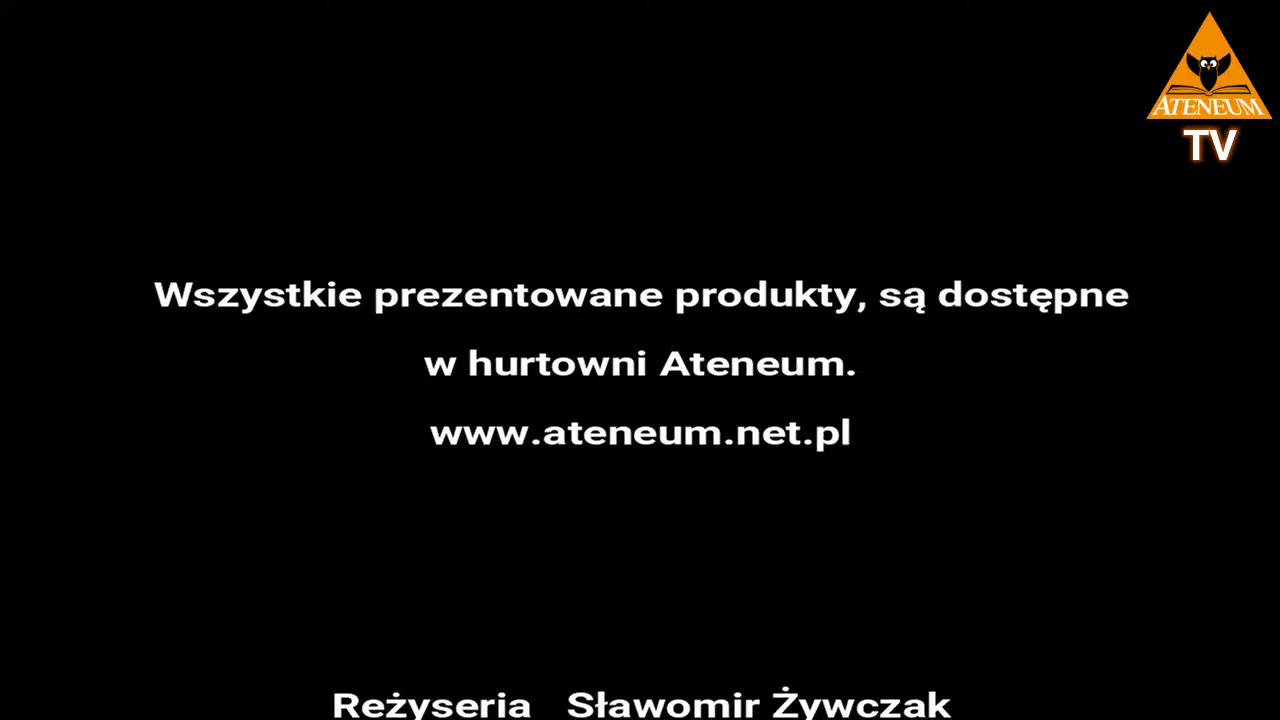 ATENEUM
TV
Wszystkie prezentowane produkty, są dostępne
w hurtowni Ateneum.
www.ateneum.net.pl
Reżyseria Sławomir Żywczak